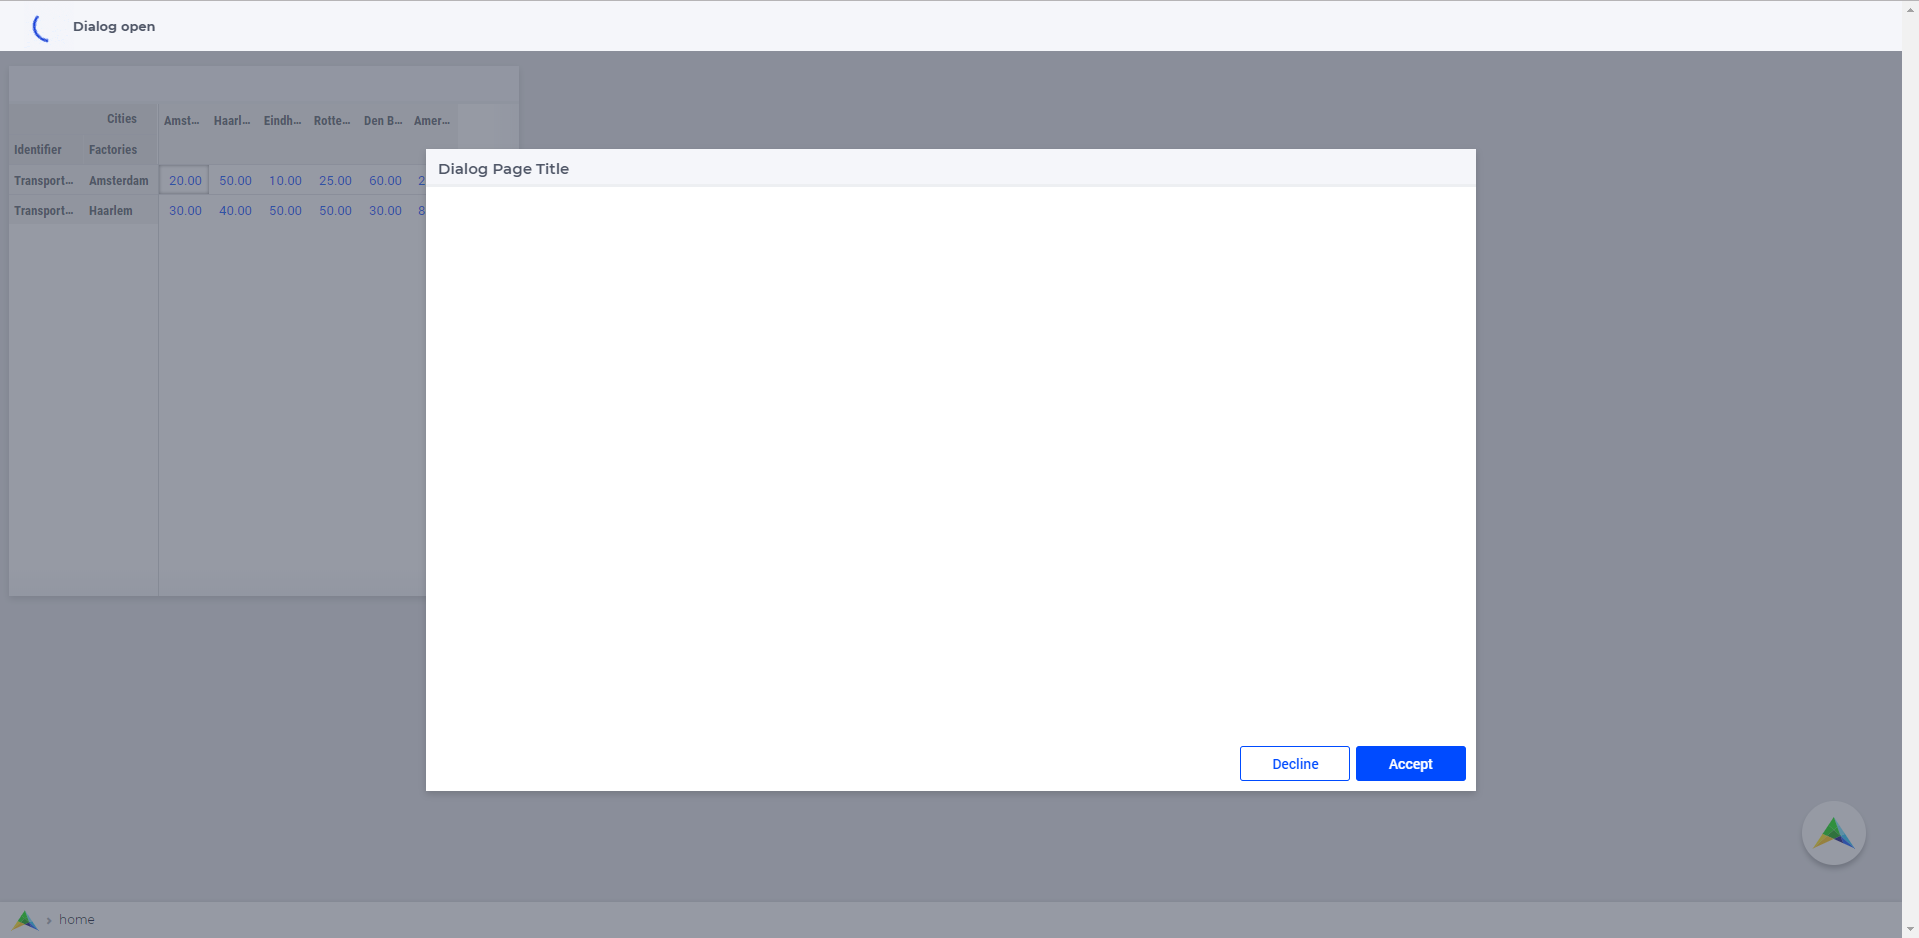 Dialog open
Cities Amst... Haarl... Eindh... Rotte... Den B... Amer...
Identifier Factories
Transport... Amsterdam 20.00 50.00 10.00 25.00 60.00 2
Transport... Haarlem 30.00 40.00 50.00 50.00 30.00 8
Dialog Page Title
Decline Accept
home